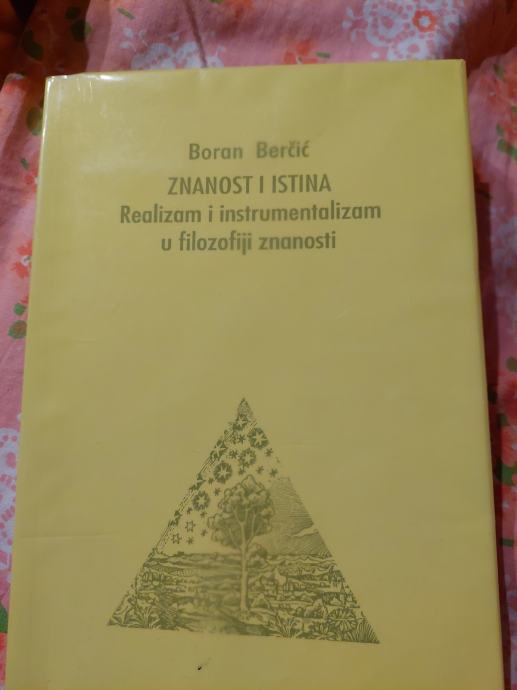 Boran Berčić
ZNANOST I ISTINA
Realizam i instrumentalizam
u filozofiji znanosti